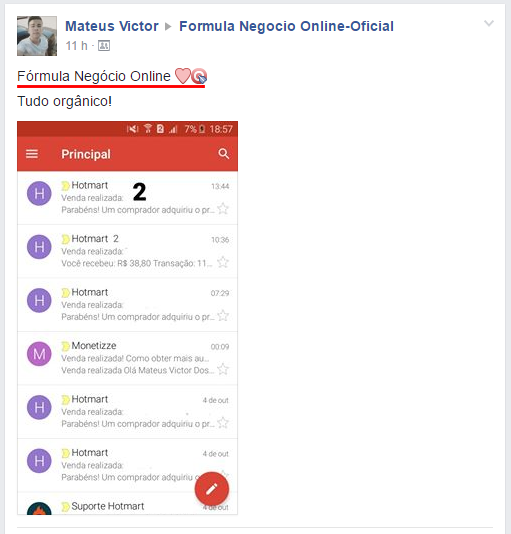 Mateus Victor ▸ Formula Negocio Online-Oficial
11 h ·
Fórmula Negócio Online
Tudo orgânico!
7% 18:57
Principal
Hotmart 2 13:44
Venda realizada:
Parabéns! Um comprador adquiriu o pr...
Hotmart 2 10:36
Venda realizada:
Você recebeu: R$ 38,80 Transação: 11...
Hotmart 07:29
Venda realizada:
Parabéns! Um comprador adquiriu o pr...
Monetizze 00:09
Venda realizada! Como obter mais au...
Venda realizada Olá Mateus Victor Dos...
Hotmart 4 de out
Venda realizada:
Parabéns! Um comprador adquiriu o pr...
Hotmart 4 de out
Venda realizada:
Parabéns! Um comprador adquiriu
Suporte Hotmart 4 de out